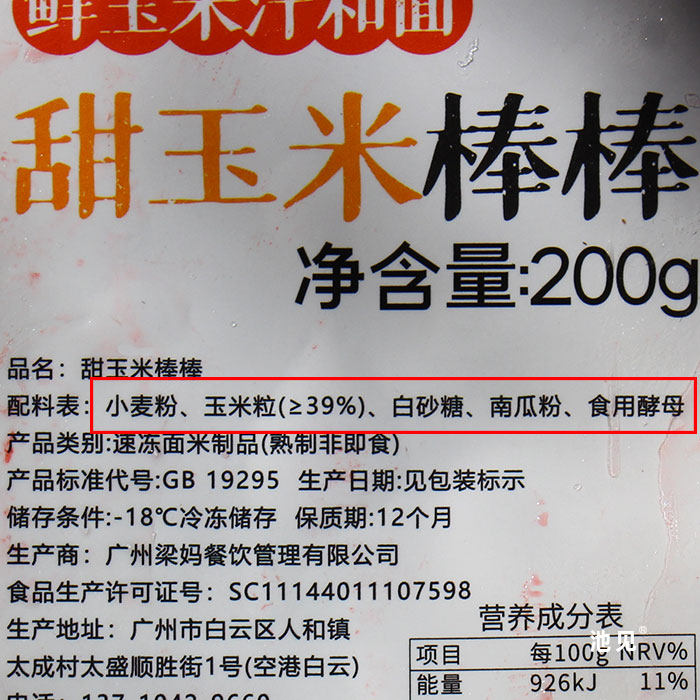 鲜玉米汁和面
甜玉米棒棒
净含量:200g
品名：甜玉米棒棒
配料表：小麦粉、玉米粒(≥39%)、白砂糖、南瓜粉、食用酵母
产品类别:速冻面米制品(熟制非即食)
产品标准代号:GB 19295 生产日期:见包装标示
储存条件:-18℃冷冻储存 保质期:12个月
生产商：广州梁妈餐饮管理有限公司
食品生产许可证号：SC11144011107598
生产地址：广州市白云区人和镇
太成村太盛顺胜街1号(空港白云)
营养成分表
池见®
项目 每100g NRV%
能量 926kJ 11%